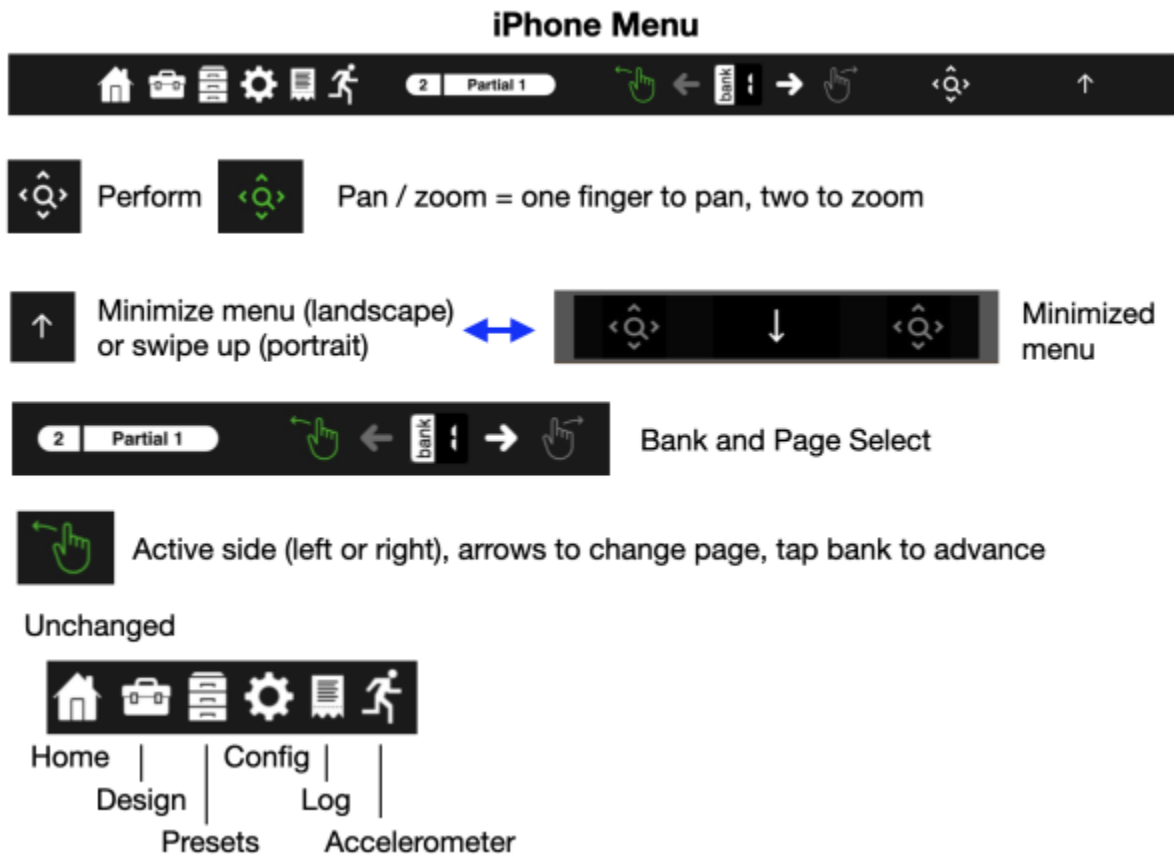 iPhone Menu
2 Partial 1 bank 1
Perform Pan / zoom = one finger to pan, two to zoom
Minimize menu (landscape)
or swipe up (portrait)
Minimized
menu
2 Partial 1 bank 1 Bank and Page Select
Active side (left or right), arrows to change page, tap bank to advance
Unchanged
Home Config
Design Log
Presets Accelerometer